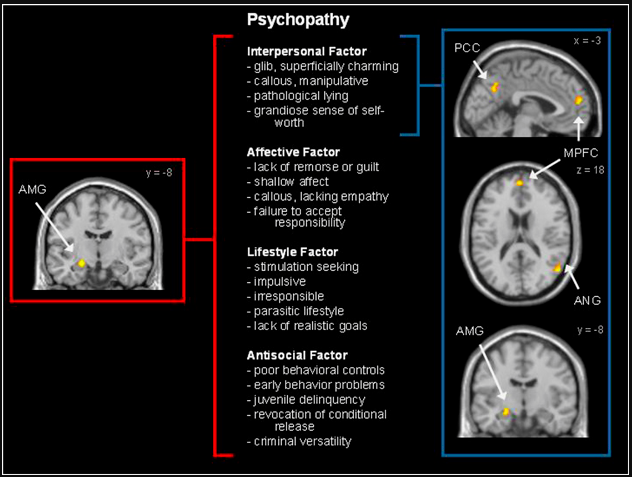 Psychopathy
Interpersonal Factor
- glib, superficially charming
- callous, manipulative
- pathological lying
- grandiose sense of self-
worth
Affective Factor
- lack of remorse or guilt
- shallow affect
- callous, lacking empathy
- failure to accept
responsibility
Lifestyle Factor
- stimulation seeking
- impulsive
- irresponsible
- parasitic lifestyle
- lack of realistic goals
Antisocial Factor
- poor behavioral controls
- early behavior problems
- juvenile delinquency
- revocation of conditional
release
- criminal versatility
y = -8
AMG
x = -3
PCC
MPFC
z = 18
ANG
AMG
y = -8